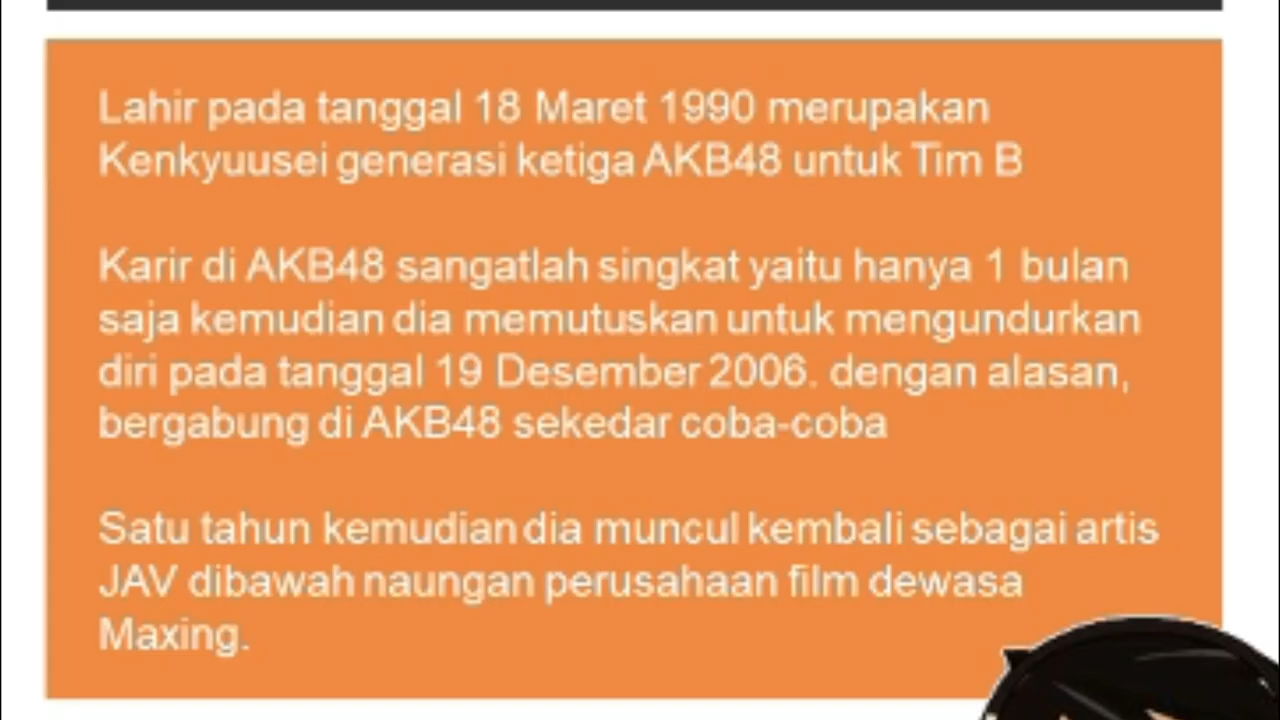 Lahir pada tanggal 18 Maret 1990 merupakan
Kenkyuusei generasi ketiga AKB48 untuk Tim B
Karir di AKB48 sangatlah singkat yaitu hanya 1 bulan
saja kemudian dia memutuskan untuk mengundurkan
diri pada tanggal 19 Desember 2006. dengan alasan,
bergabung di AKB48 sekedar coba-coba
Satu tahun kemudian dia muncul kembali sebagai artis
JAV dibawah naungan perusahaan film dewasa
Maxing.